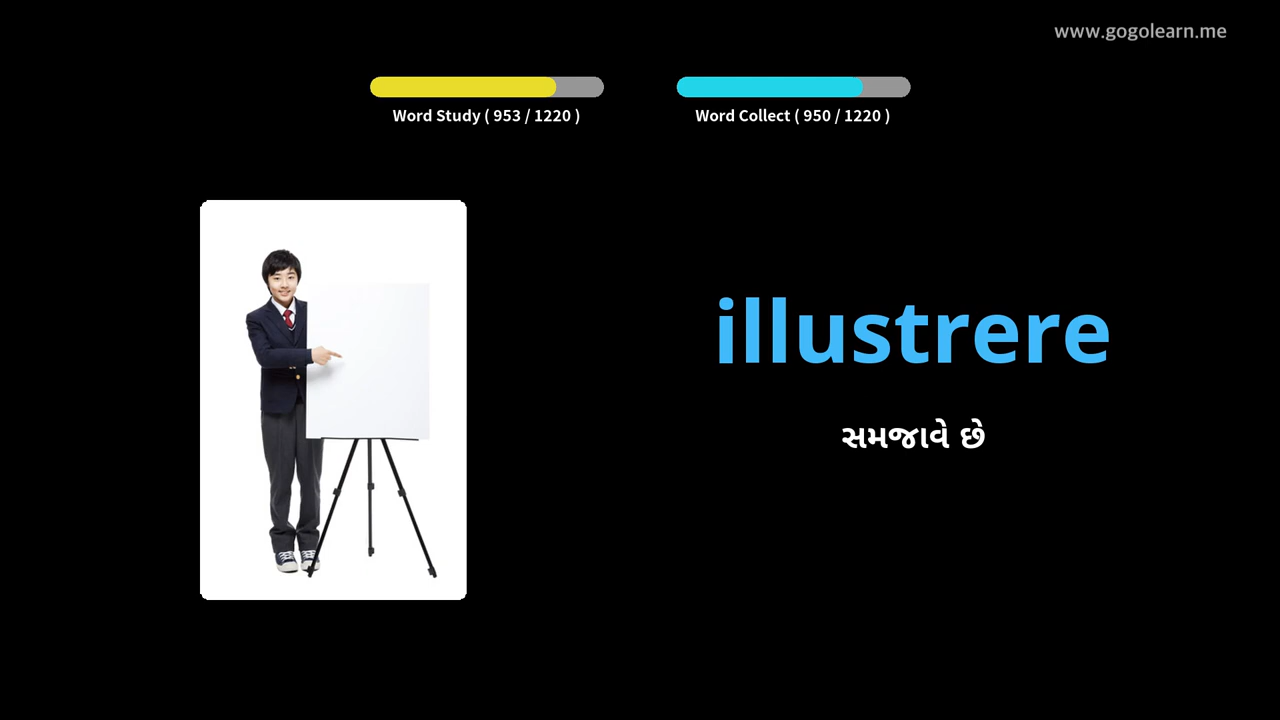 www.gogolearn.me
Word Study ( 953 / 1220 )
Word Collect ( 950 / 1220 )
illustrere
સમજાવે છે